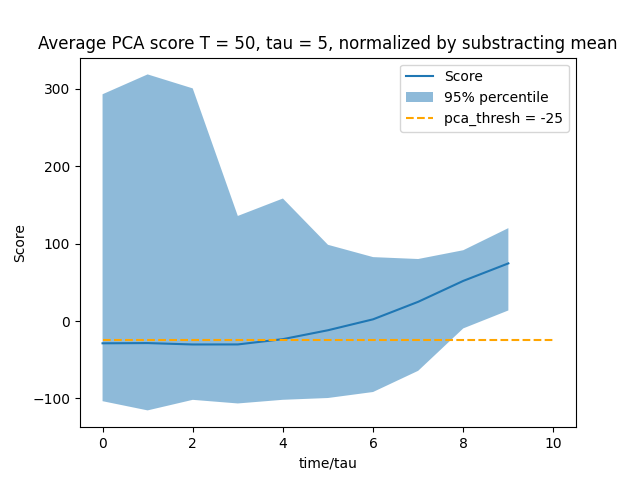 Average PCA score T = 50, tau = 5, normalized by substracting mean
Score
95% percentile
pca_thresh = -25
300
200
100
0
−100
Score
0
2
4
6
8
10
time/tau